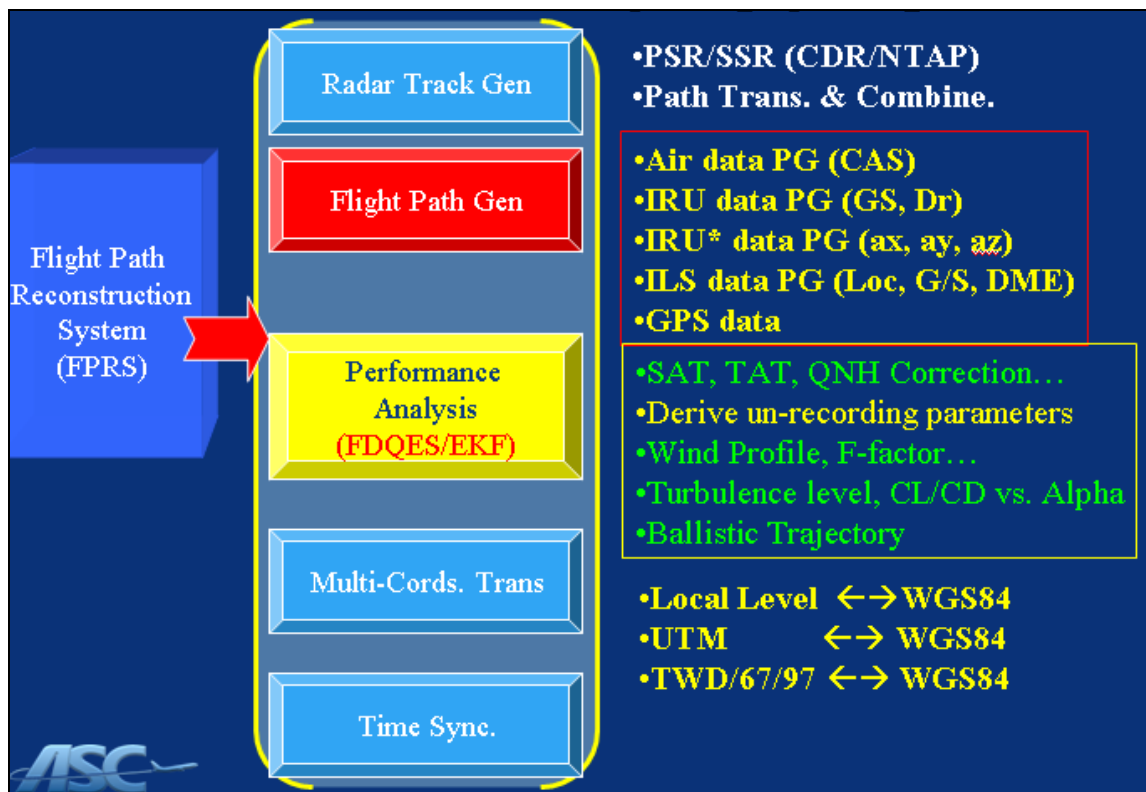 Flight Path
Reconstruction
System
(FPRS)
Radar Track Gen
Flight Path Gen
Performance
Analysis
(FDQES/EKF)
Multi-Cords. Trans
Time Sync.
•PSR/SSR (CDR/NTAP)
•Path Trans. & Combine.
•Air data PG (CAS)
•IRU data PG (GS, Dr)
•IRU* data PG (ax, ay, az)
•ILS data PG (Loc, G/S, DME)
•GPS data
•SAT, TAT, QNH Correction…
•Derive un-recording parameters
•Wind Profile, F-factor…
•Turbulence level, CL/CD vs. Alpha
•Ballistic Trajectory
•Local Level ←→ WGS84
•UTM ←→ WGS84
•TWD/67/97 ←→ WGS84
ASC